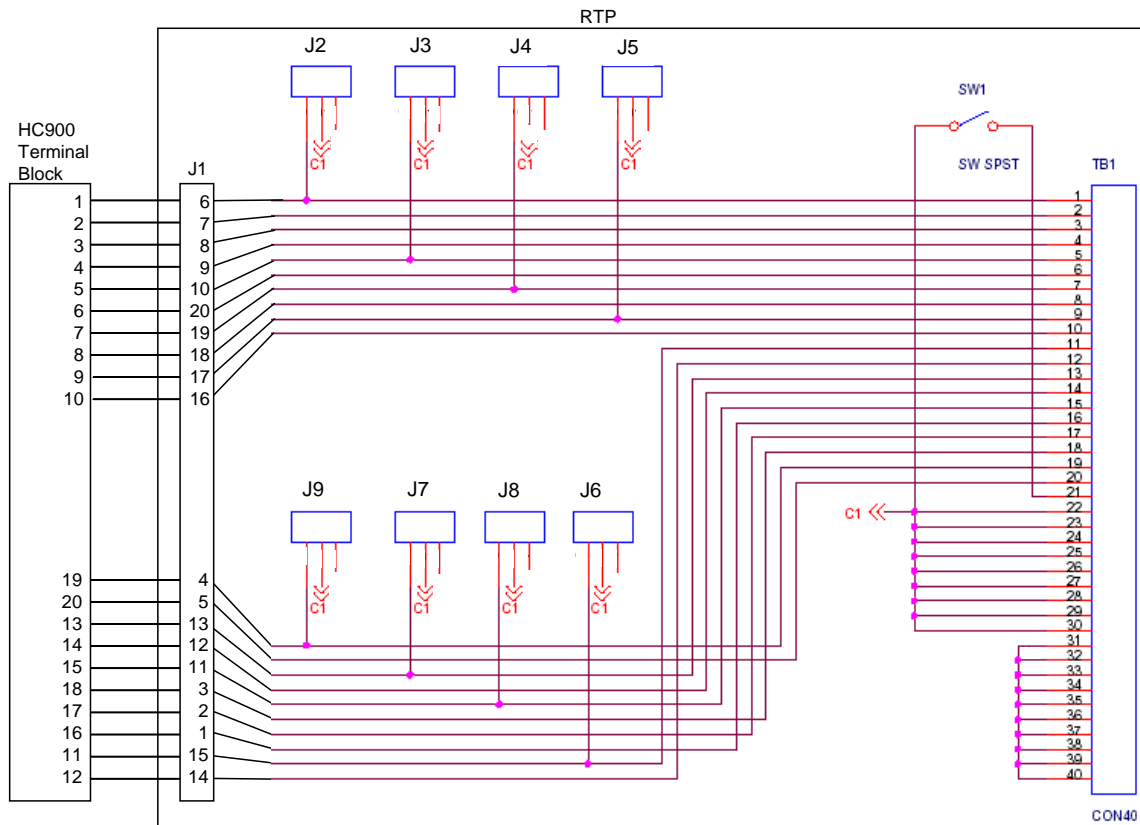 RTP
J2 J3 J4 J5
SW1
HC900
Terminal
Block
C1 C1 C1 C1
J1
SW SPST
TB1
1 6 1
2 7 2
3 8 3
4 9 4
5 10 5
6 20 6
7 19 7
8 18 8
9 17 9
10 16 10
11
12
13
14
15
16
17
18
19
20
21
J9 J7 J8 J6
C1 22
23
24
25
26
27
28
29
30
C1 C1 C1 C1
19 4
20 5
13 13
14 12
15 11
18 3
17 2
16 1
11 15
12 14
31
32
33
34
35
36
37
38
39
40
CON40